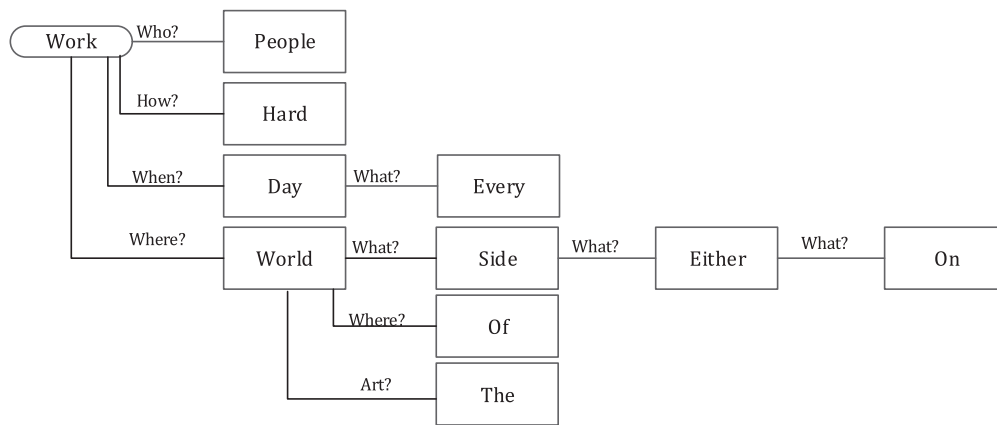 Work Who? People
How? Hard
When? Day What? Every
Where? World What? Side What? Either What? On
Where? Of
Art? The